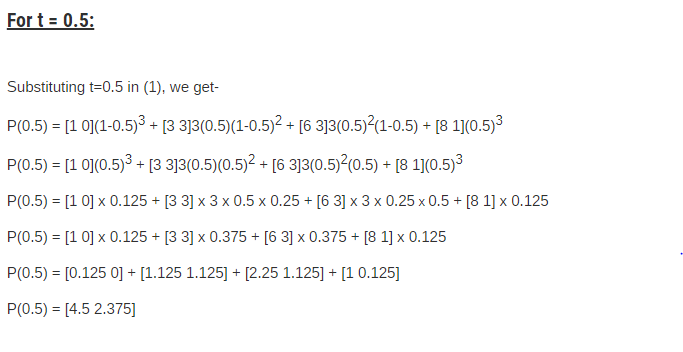 For t = 0.5:
Substituting t=0.5 in (1), we get-
P(0.5) = [1 0](1-0.5)³ + [3 3]3(0.5)(1-0.5)² + [6 3]3(0.5)²(1-0.5) + [8 1](0.5)³
P(0.5) = [1 0](0.5)³ + [3 3]3(0.5)(0.5)² + [6 3]3(0.5)²(0.5) + [8 1](0.5)³
P(0.5) = [1 0] x 0.125 + [3 3] x 3 x 0.5 x 0.25 + [6 3] x 3 x 0.25 x 0.5 + [8 1] x 0.125
P(0.5) = [1 0] x 0.125 + [3 3] x 0.375 + [6 3] x 0.375 + [8 1] x 0.125
P(0.5) = [0.125 0] + [1.125 1.125] + [2.25 1.125] + [1 0.125]
P(0.5) = [4.5 2.375]